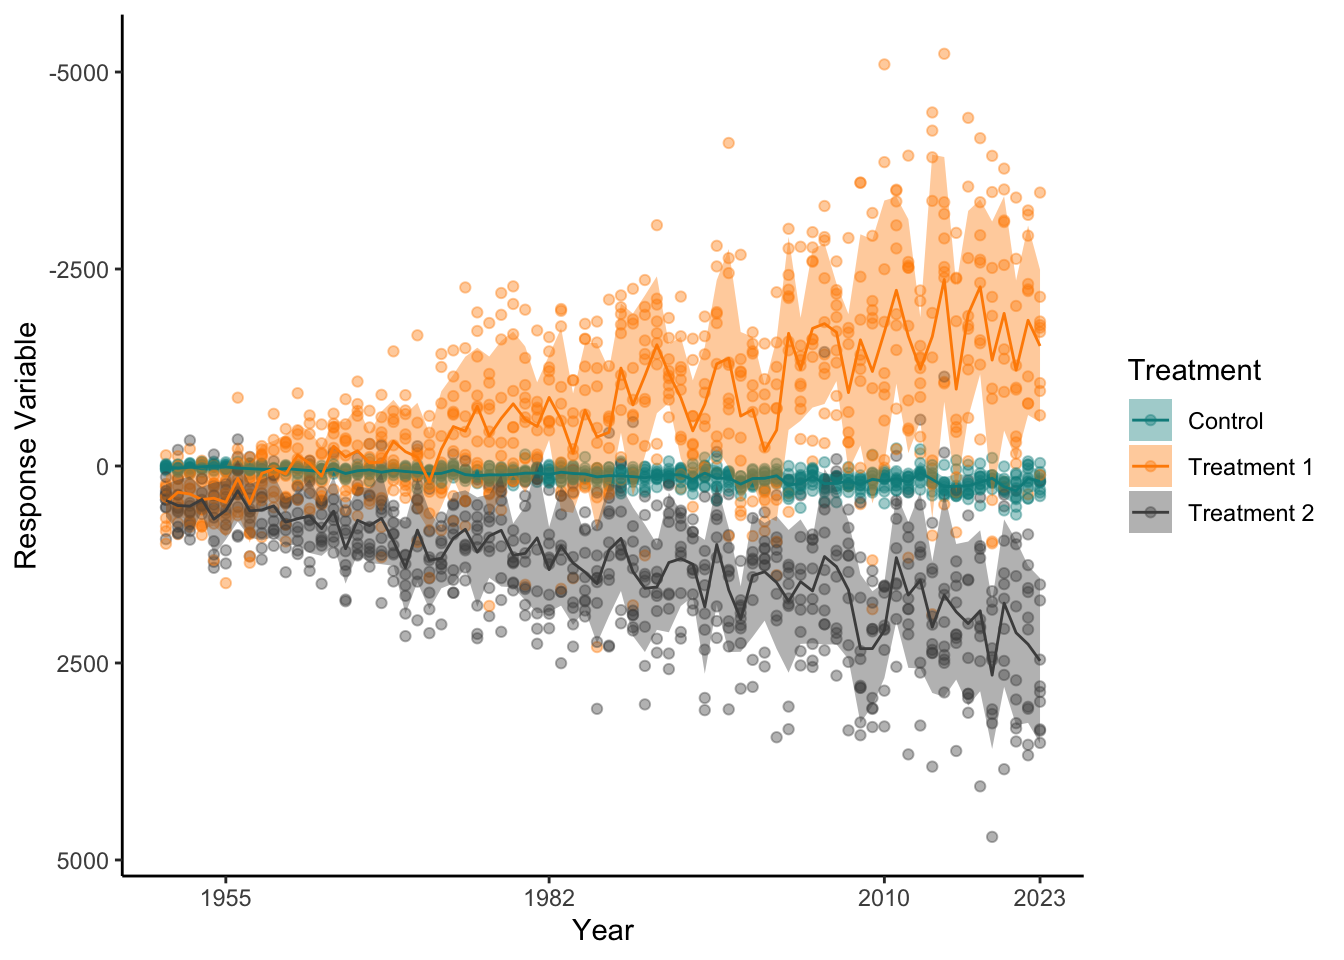 Response Variable
-5000
-2500
0
2500
5000
1955
1982
2010
2023
Year
Treatment
Control
Treatment 1
Treatment 2